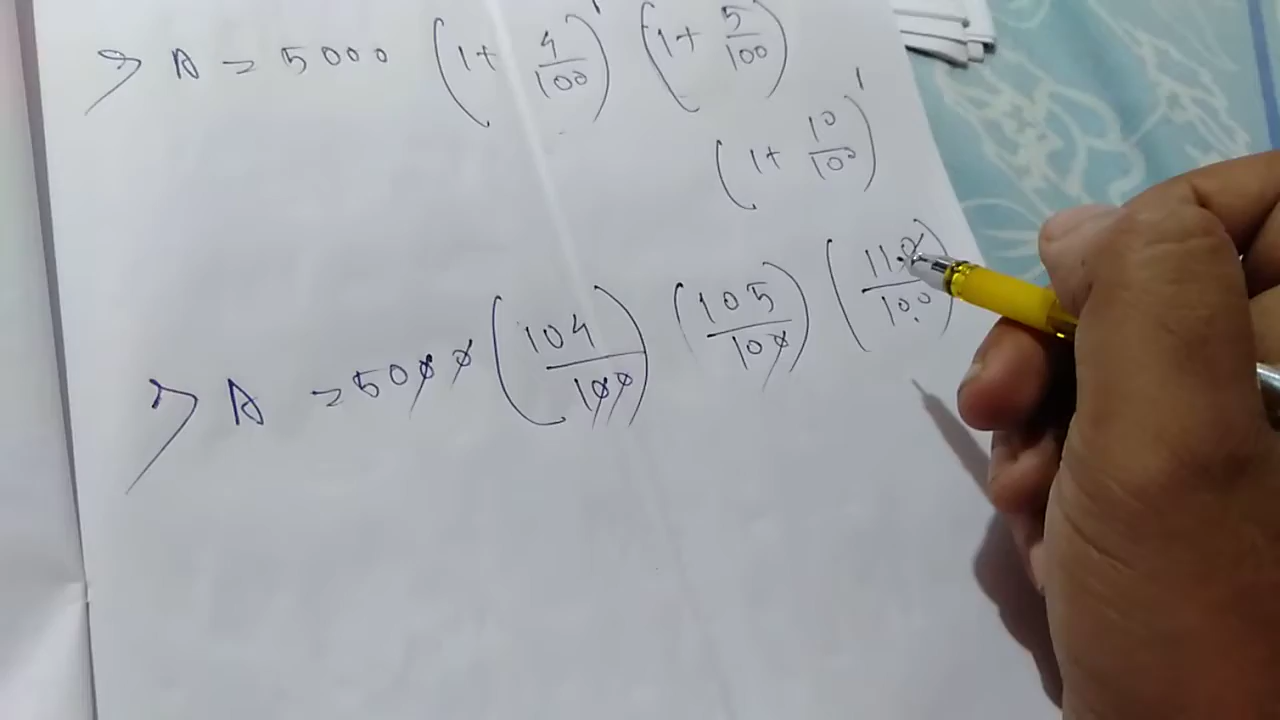 ⇒ A = 5000 (1 + 4/100)¹ (1 + 5/100)
(1 + 10/100)¹
⇒ A = 5000 (104/100) (105/100) (110/100)